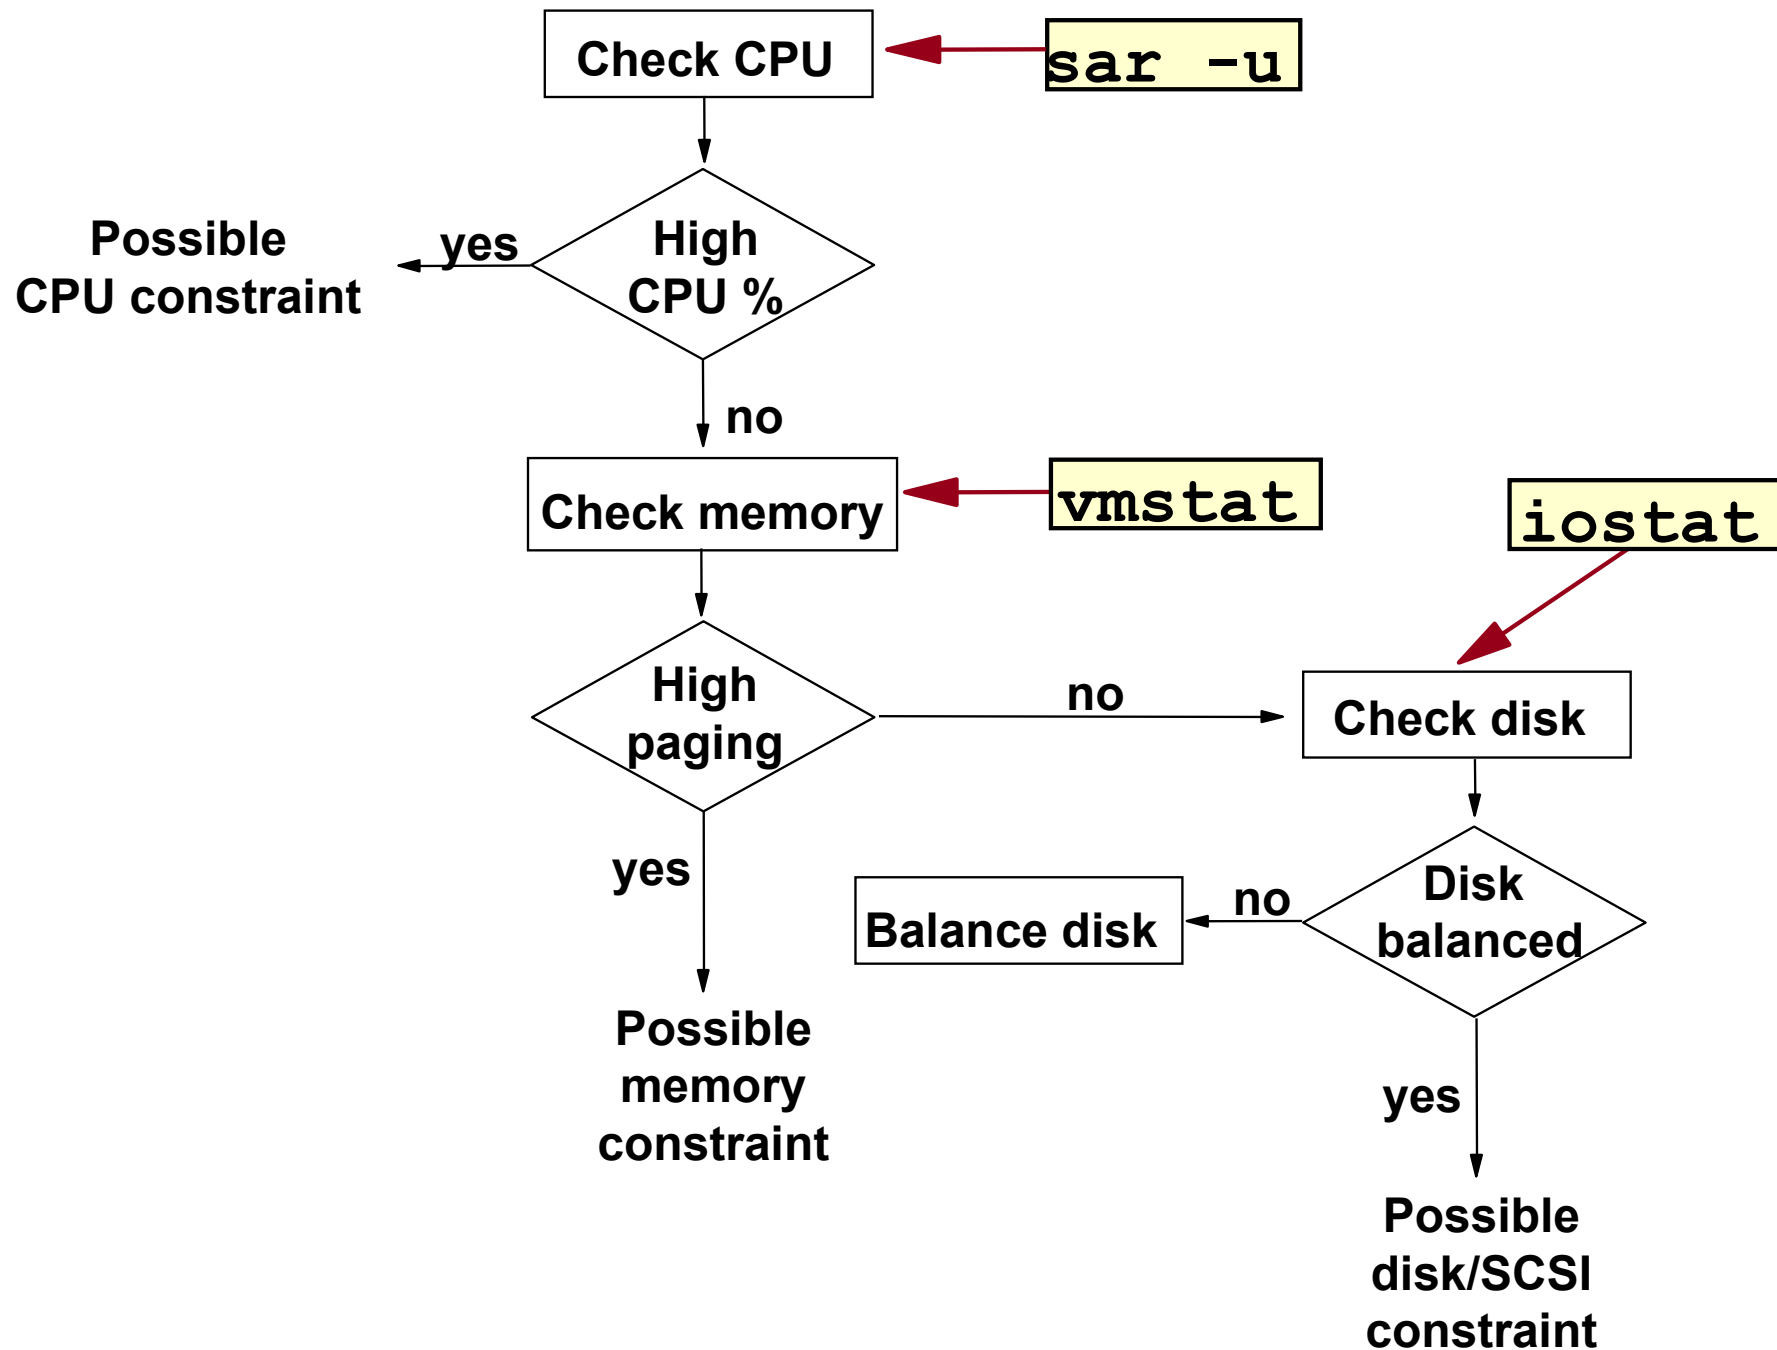 Check CPU
sar -u
Possible
CPU constraint
yes
High
CPU %
no
Check memory
vmstat
iostat
High
paging
no
Check disk
yes
Balance disk
no
Disk
balanced
Possible
memory
constraint
yes
Possible
disk/SCSI
constraint